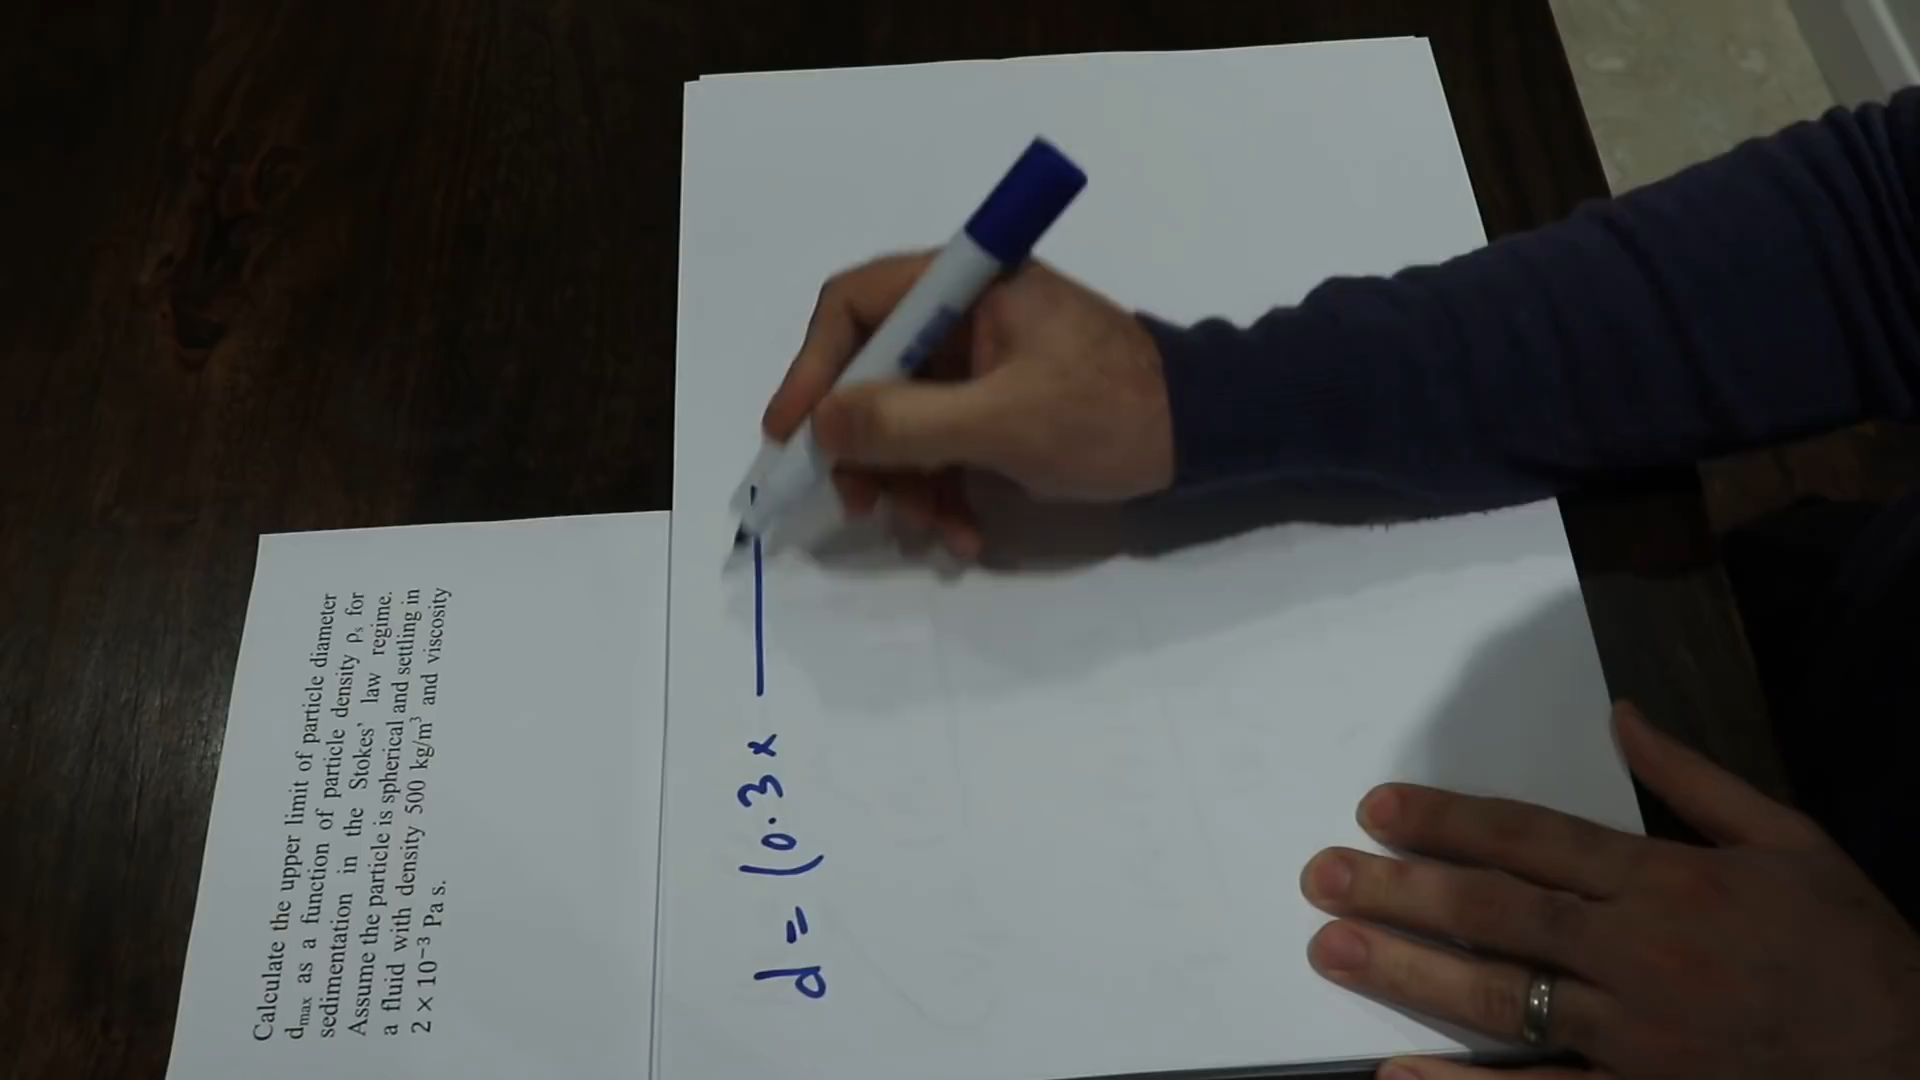 Calculate the upper limit of particle diameter
dmax as a function of particle density ρs for
sedimentation in the Stokes' law regime.
Assume the particle is spherical and settling in
a fluid with density 500 kg/m³ and viscosity
2 × 10⁻³ Pa s.
d = (0.3 x